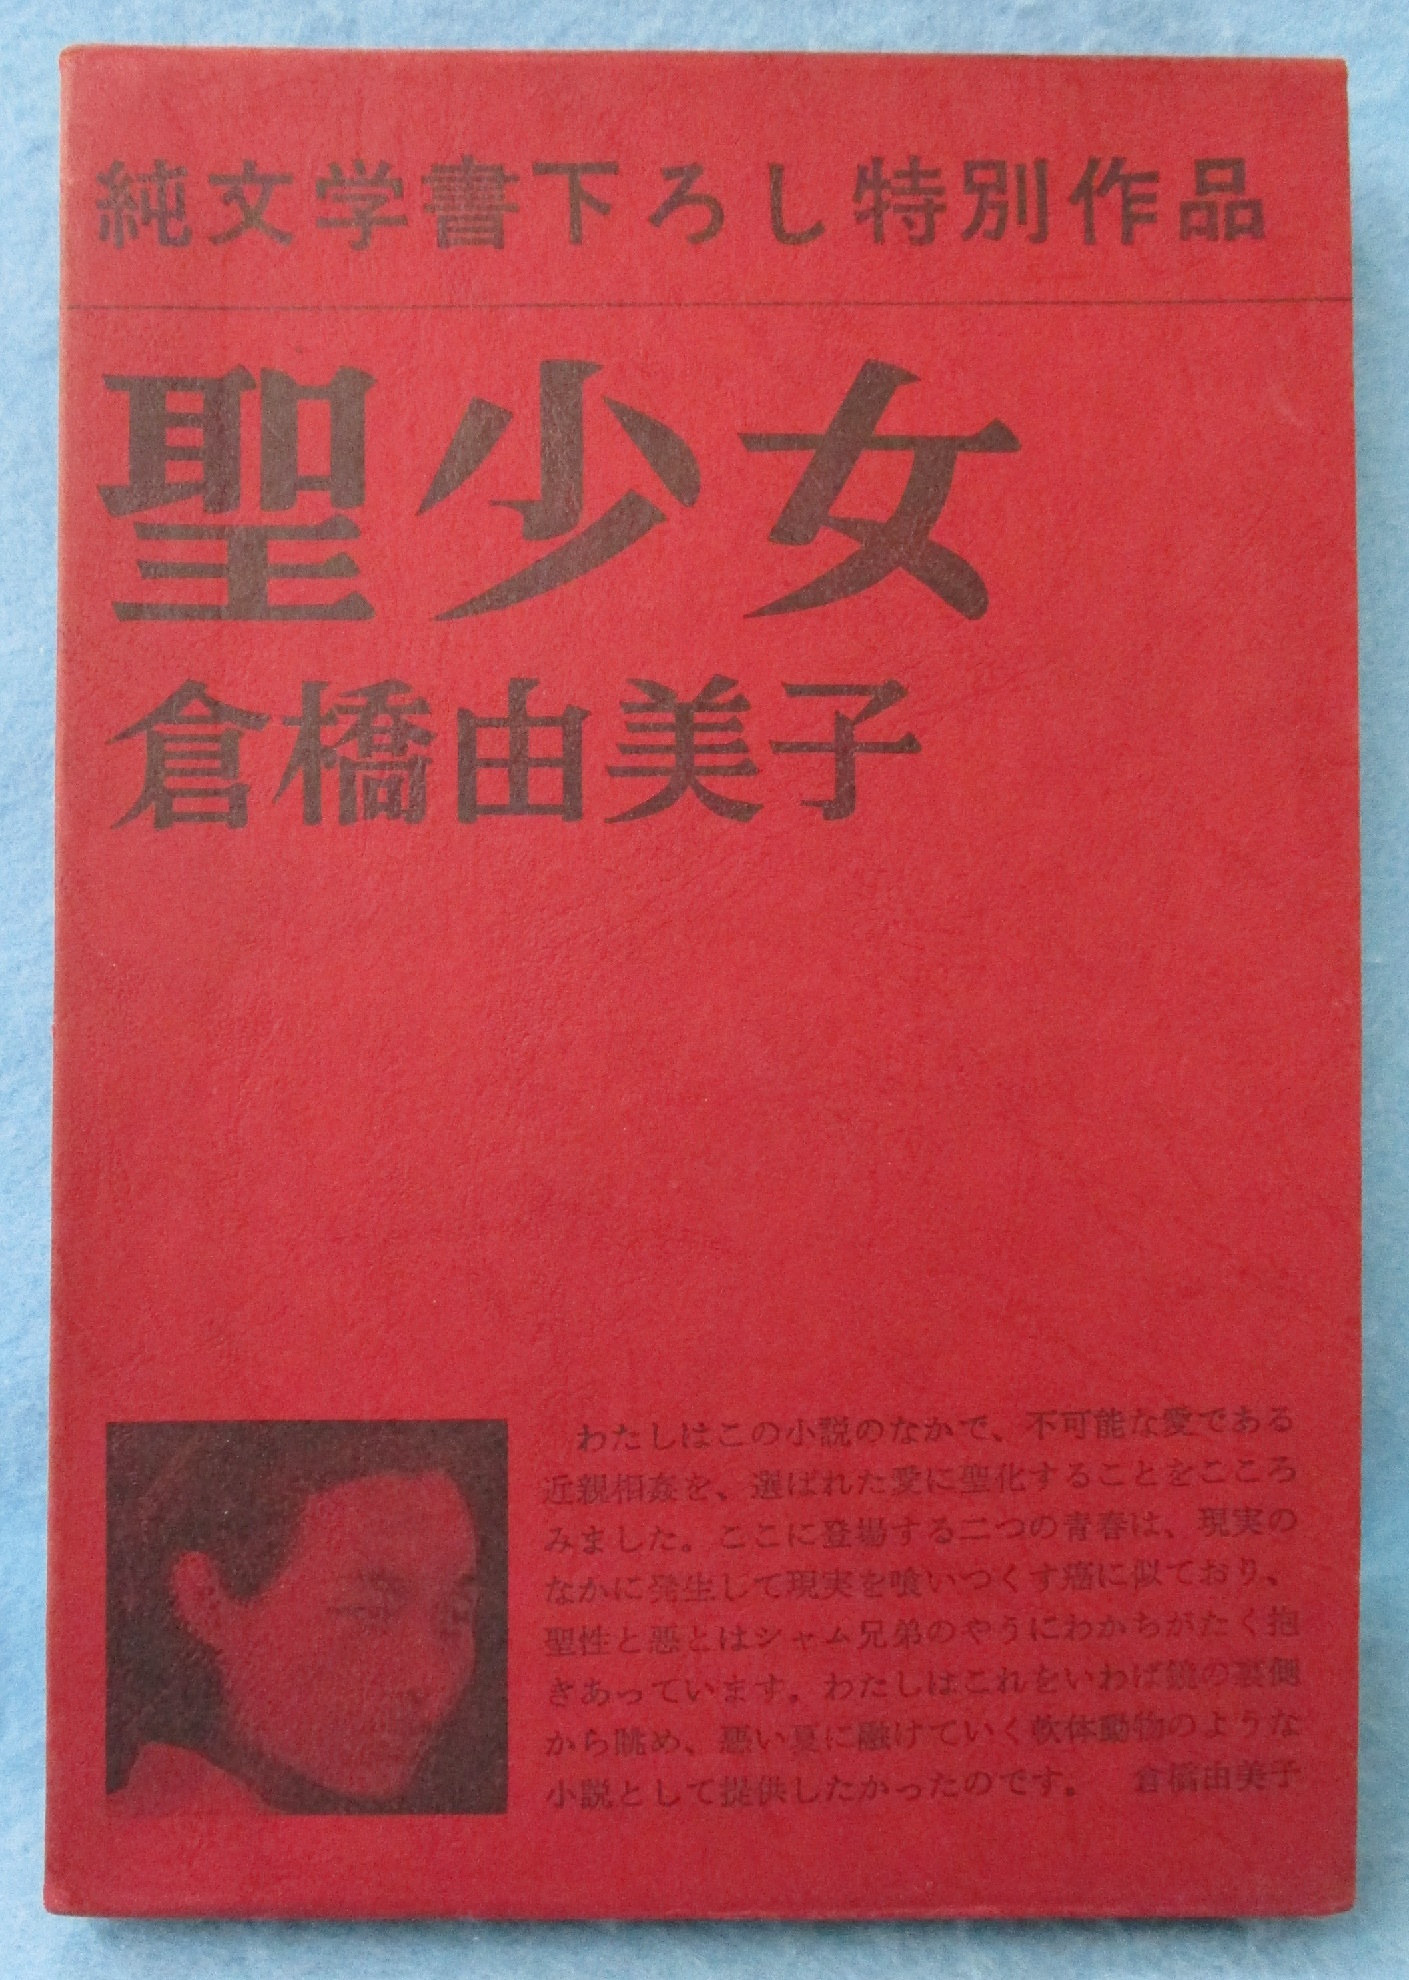 純文学書下ろし特別作品
聖少女
倉橋由美子
わたしはこの小説のなかで、不可能な愛である
近親相姦を、選ばれた愛に聖化することをこころ
みました。ここに登場する二つの青春は、現実の
なかに発生して現実を喰いつくす癌に似ており、
聖性と悪とはシャム兄弟のやうにわかちがたく抱
きあっています。わたしはこれをいわば鏡の裏側
から眺め、悪い夏に融けていく軟体動物のような
小説として提供したかったのです。　倉橋由美子